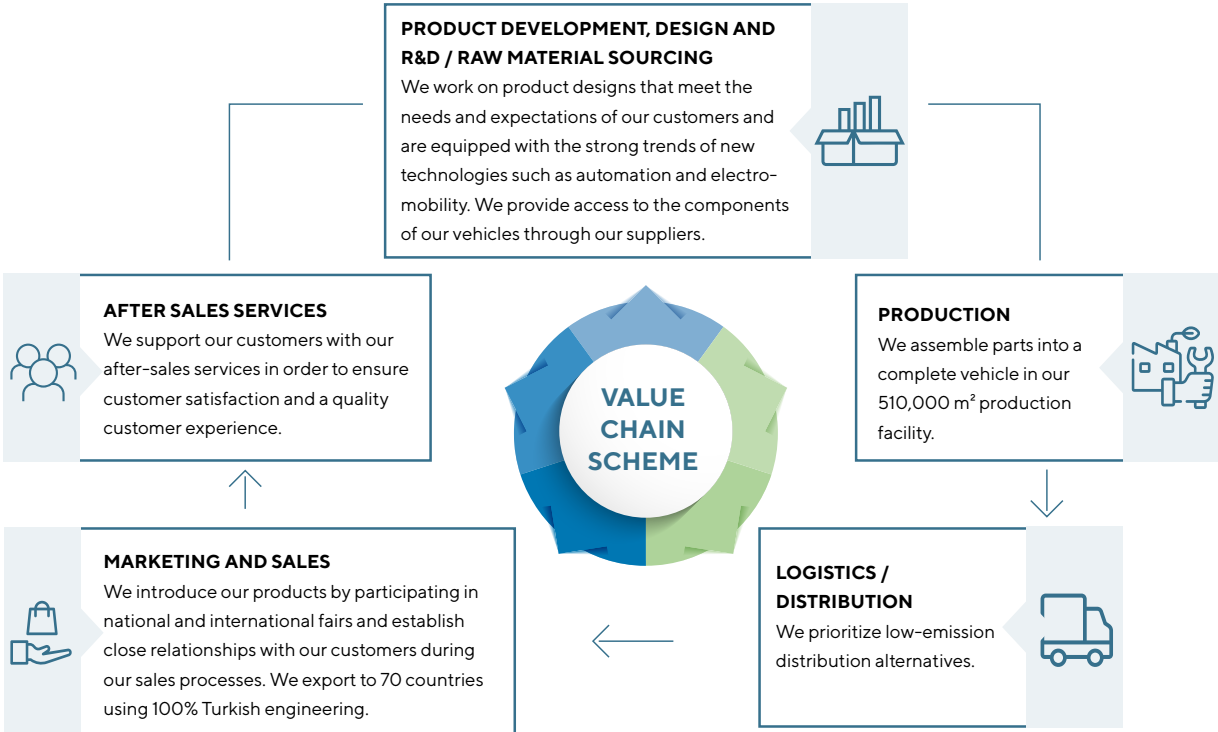 PRODUCT DEVELOPMENT, DESIGN AND
R&D / RAW MATERIAL SOURCING
We work on product designs that meet the
needs and expectations of our customers and
are equipped with the strong trends of new
technologies such as automation and electro-
mobility. We provide access to the components
of our vehicles through our suppliers.
AFTER SALES SERVICES
We support our customers with our
after-sales services in order to ensure
customer satisfaction and a quality
customer experience.
VALUE
CHAIN
SCHEME
PRODUCTION
We assemble parts into a
complete vehicle in our
510,000 m² production
facility.
MARKETING AND SALES
We introduce our products by participating in
national and international fairs and establish
close relationships with our customers during
our sales processes. We export to 70 countries
using 100% Turkish engineering.
LOGISTICS /
DISTRIBUTION
We prioritize low-emission
distribution alternatives.